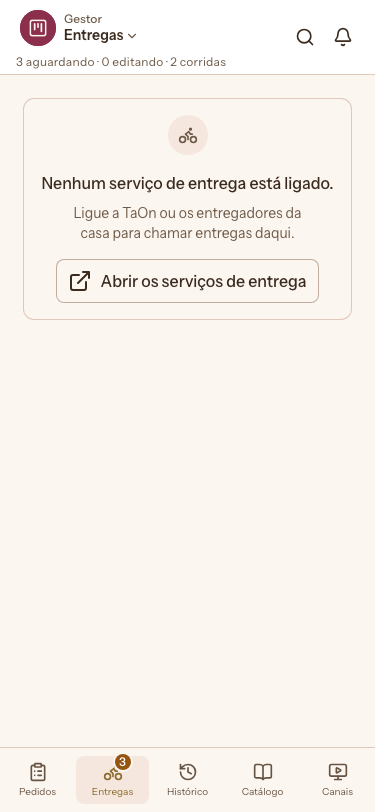 Gestor
Entregas
3 aguardando · 0 editando · 2 corridas
Nenhum serviço de entrega está ligado.
Ligue a TaOn ou os entregadores da
casa para chamar entregas daqui.
Abrir os serviços de entrega
3
Pedidos
Entregas
Histórico
Catálogo
Canais